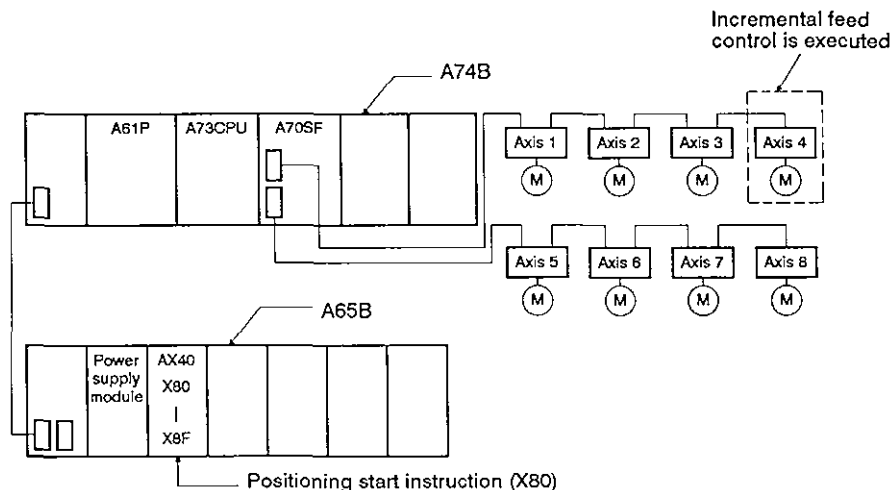 Incremental feed
control is executed
A74B
A61P
A73CPU
A70SF
Axis 1
Axis 2
Axis 3
Axis 4
M
M
M
M
Axis 5
Axis 6
Axis 7
Axis 8
M
M
M
M
A65B
Power
supply
module
AX40
X80
|
X8F
Positioning start instruction (X80)